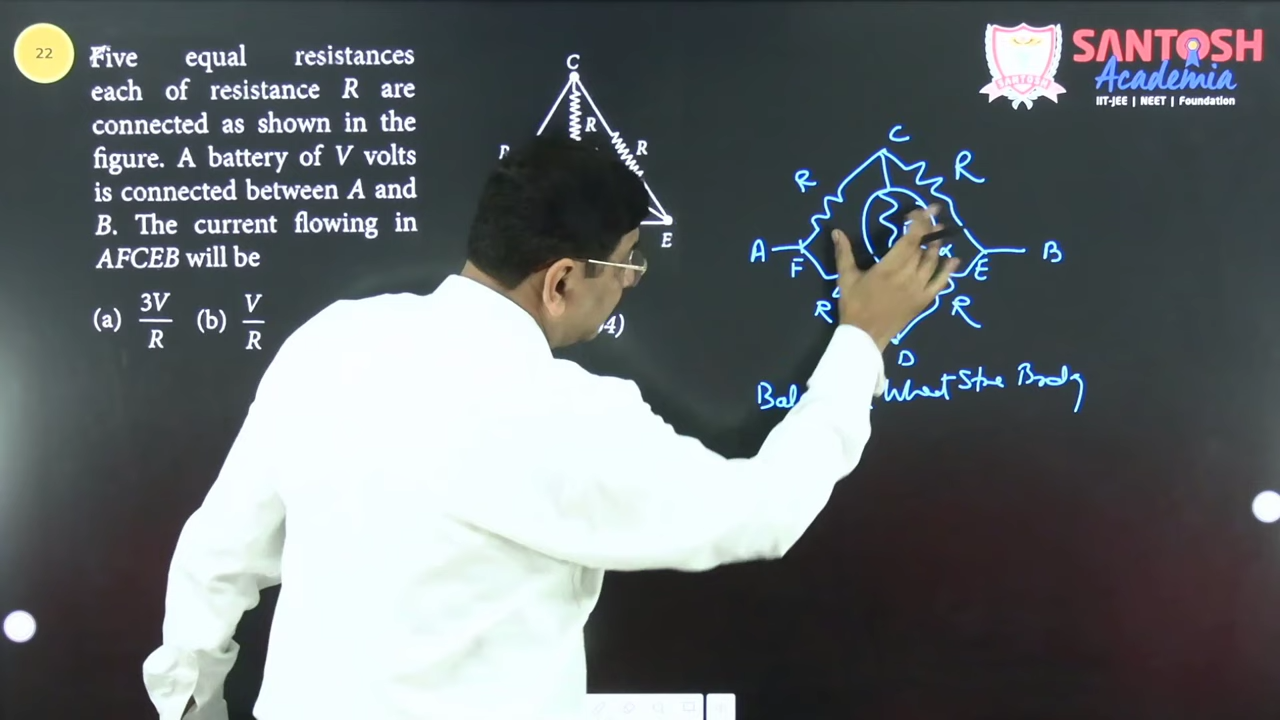 22
Five equal resistances
each of resistance R are
connected as shown in the
figure. A battery of V volts
is connected between A and
B. The current flowing in
AFCEB will be
(a) 3V/R (b) V/R
4)
C
R
R
E
SANTOSH
Academia
IIT-JEE | NEET | Foundation
SANTOSH
C
R
R
A
F
E
B
R
R
D
Wheat Stne Bridg